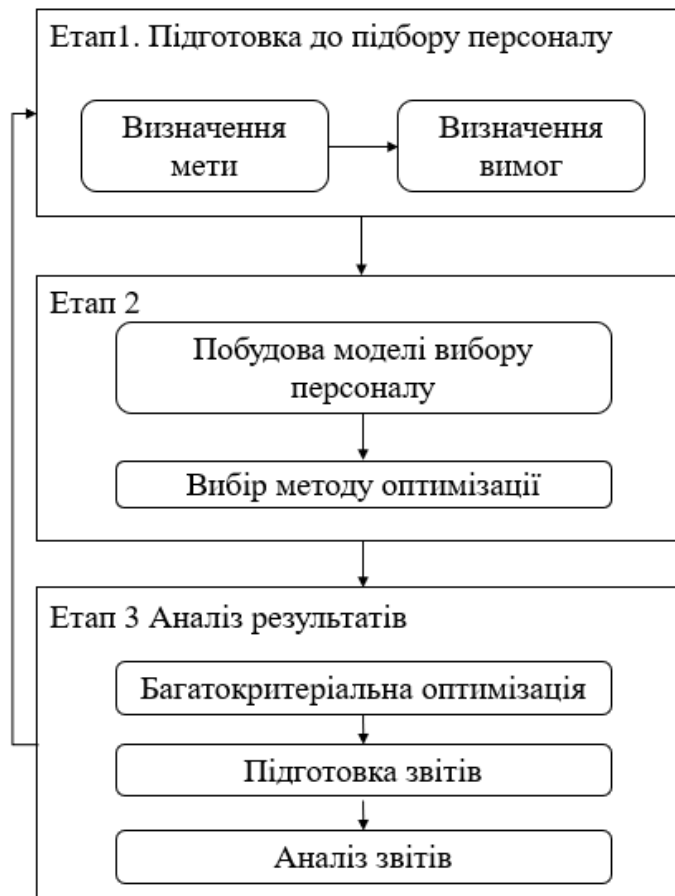 Етап1. Підготовка до підбору персоналу
Визначення
мети
Визначення
вимог
Етап 2
Побудова моделі вибору
персоналу
Вибір методу оптимізації
Етап 3 Аналіз результатів
Багатокритеріальна оптимізація
Підготовка звітів
Аналіз звітів